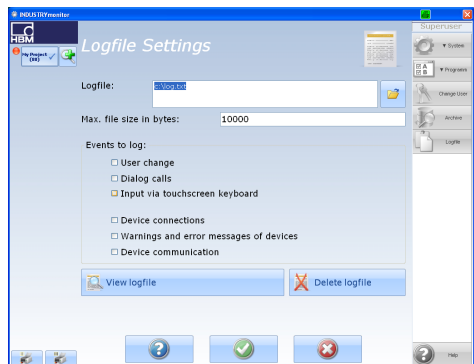 INDUSTRYmonitor
HBM
My Project
(88)
Logfile Settings
Logfile:
c:\log.txt
Max. file size in bytes:
10000
Events to log:
User change
Dialog calls
Input via touchscreen keyboard
Device connections
Warnings and error messages of devices
Device communication
View logfile
Delete logfile
Superuser
System
A
B
Programs
Change User
Archive
Logfile
Help